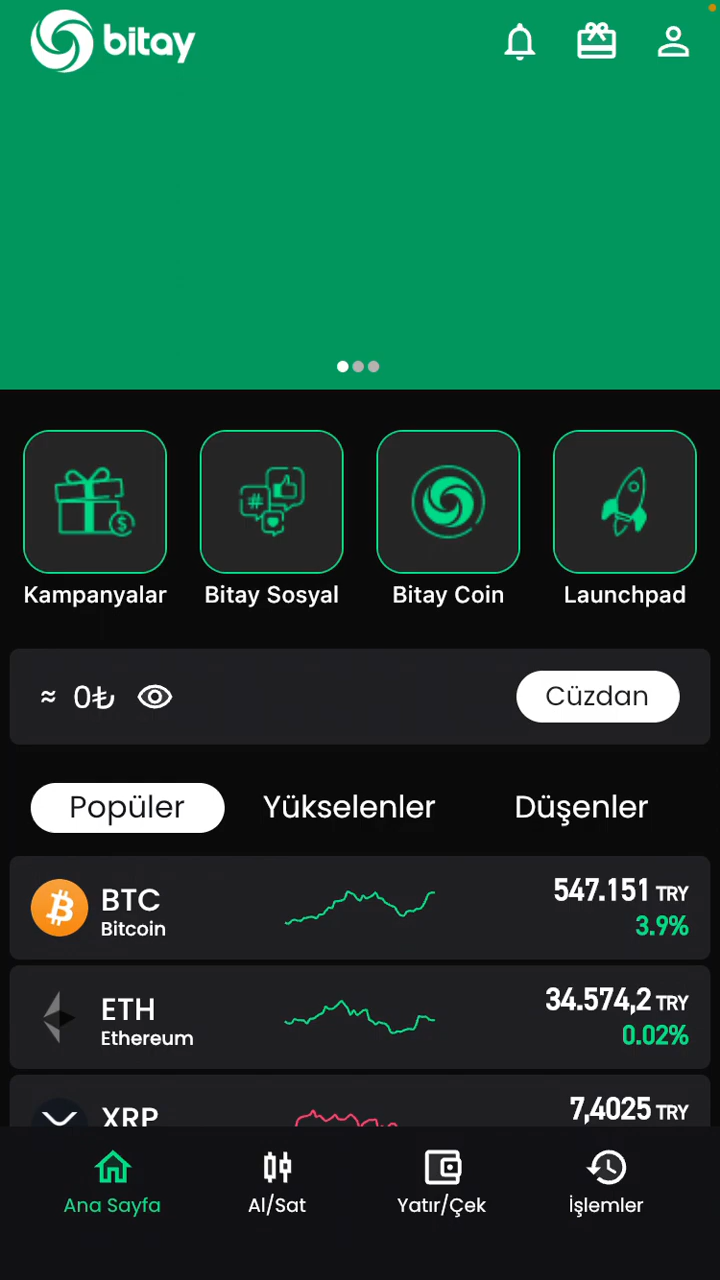 bitay
Kampanyalar
Bitay Sosyal
Bitay Coin
Launchpad
≈ 0₺
Cüzdan
Popüler
Yükselenler
Düşenler
BTC
Bitcoin
547.151 TRY
3.9%
ETH
Ethereum
34.574,2 TRY
0.02%
XRP
7,4025 TRY
Ana Sayfa
Al/Sat
Yatır/Çek
İşlemler